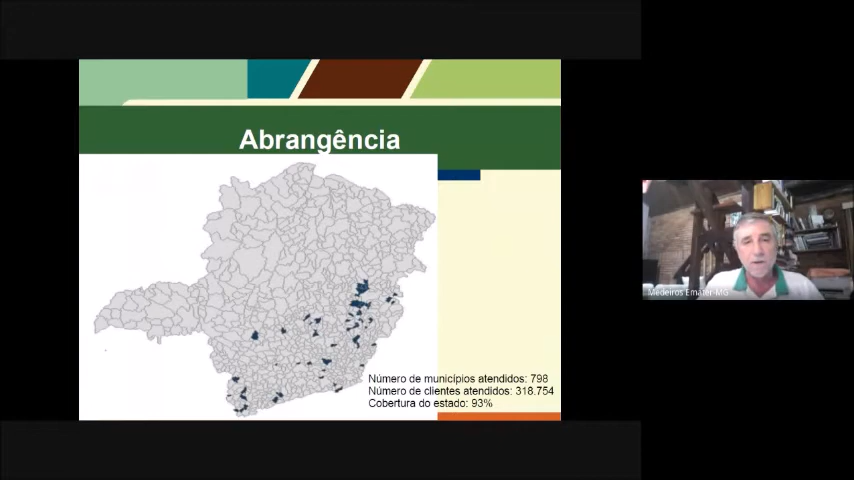 Abrangência
Número de municípios atendidos: 798
Número de clientes atendidos: 318.754
Cobertura do estado: 93%
Medeiros Emater-MG